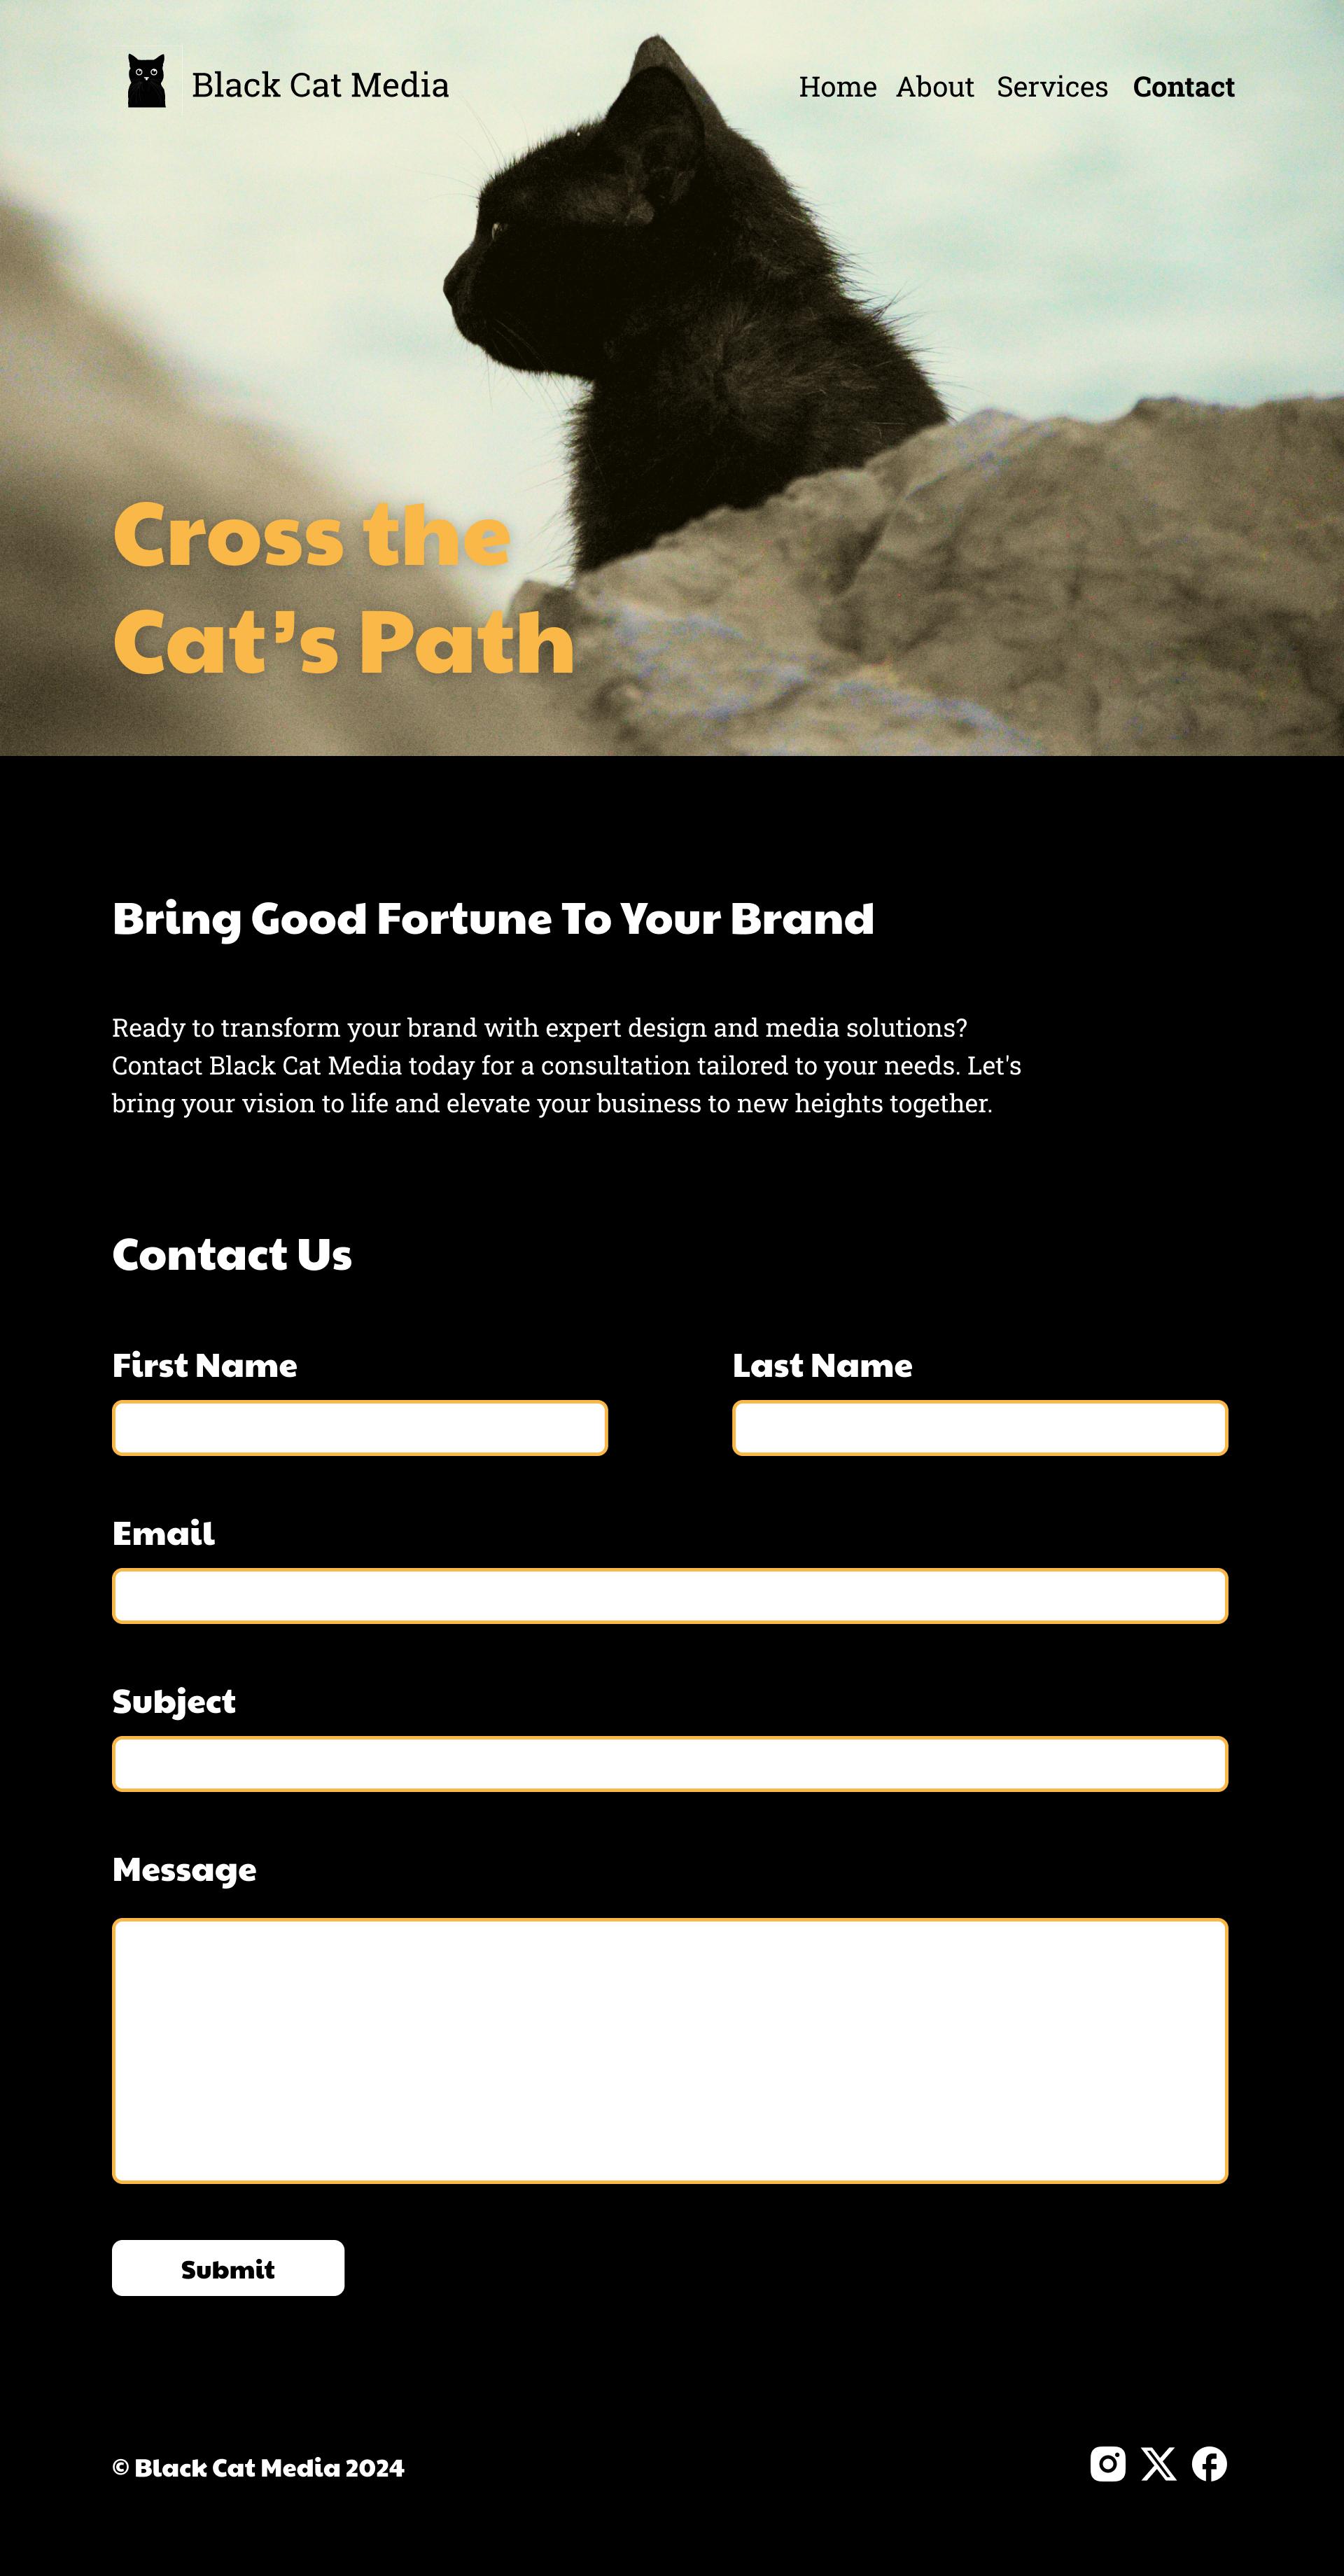 Black Cat Media
Home About Services Contact
Cross the
Cat’s Path
Bring Good Fortune To Your Brand
Ready to transform your brand with expert design and media solutions?
Contact Black Cat Media today for a consultation tailored to your needs. Let's
bring your vision to life and elevate your business to new heights together.
Contact Us
First Name
Last Name
Email
Subject
Message
Submit
© Black Cat Media 2024